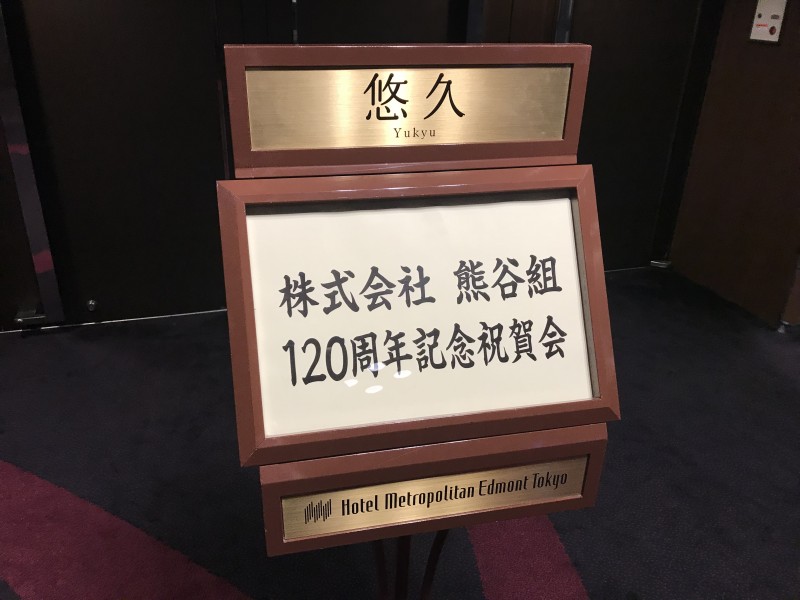 悠久
Yukyu
株式会社 熊谷組
120周年記念祝賀会
Hotel Metropolitan Edmont Tokyo